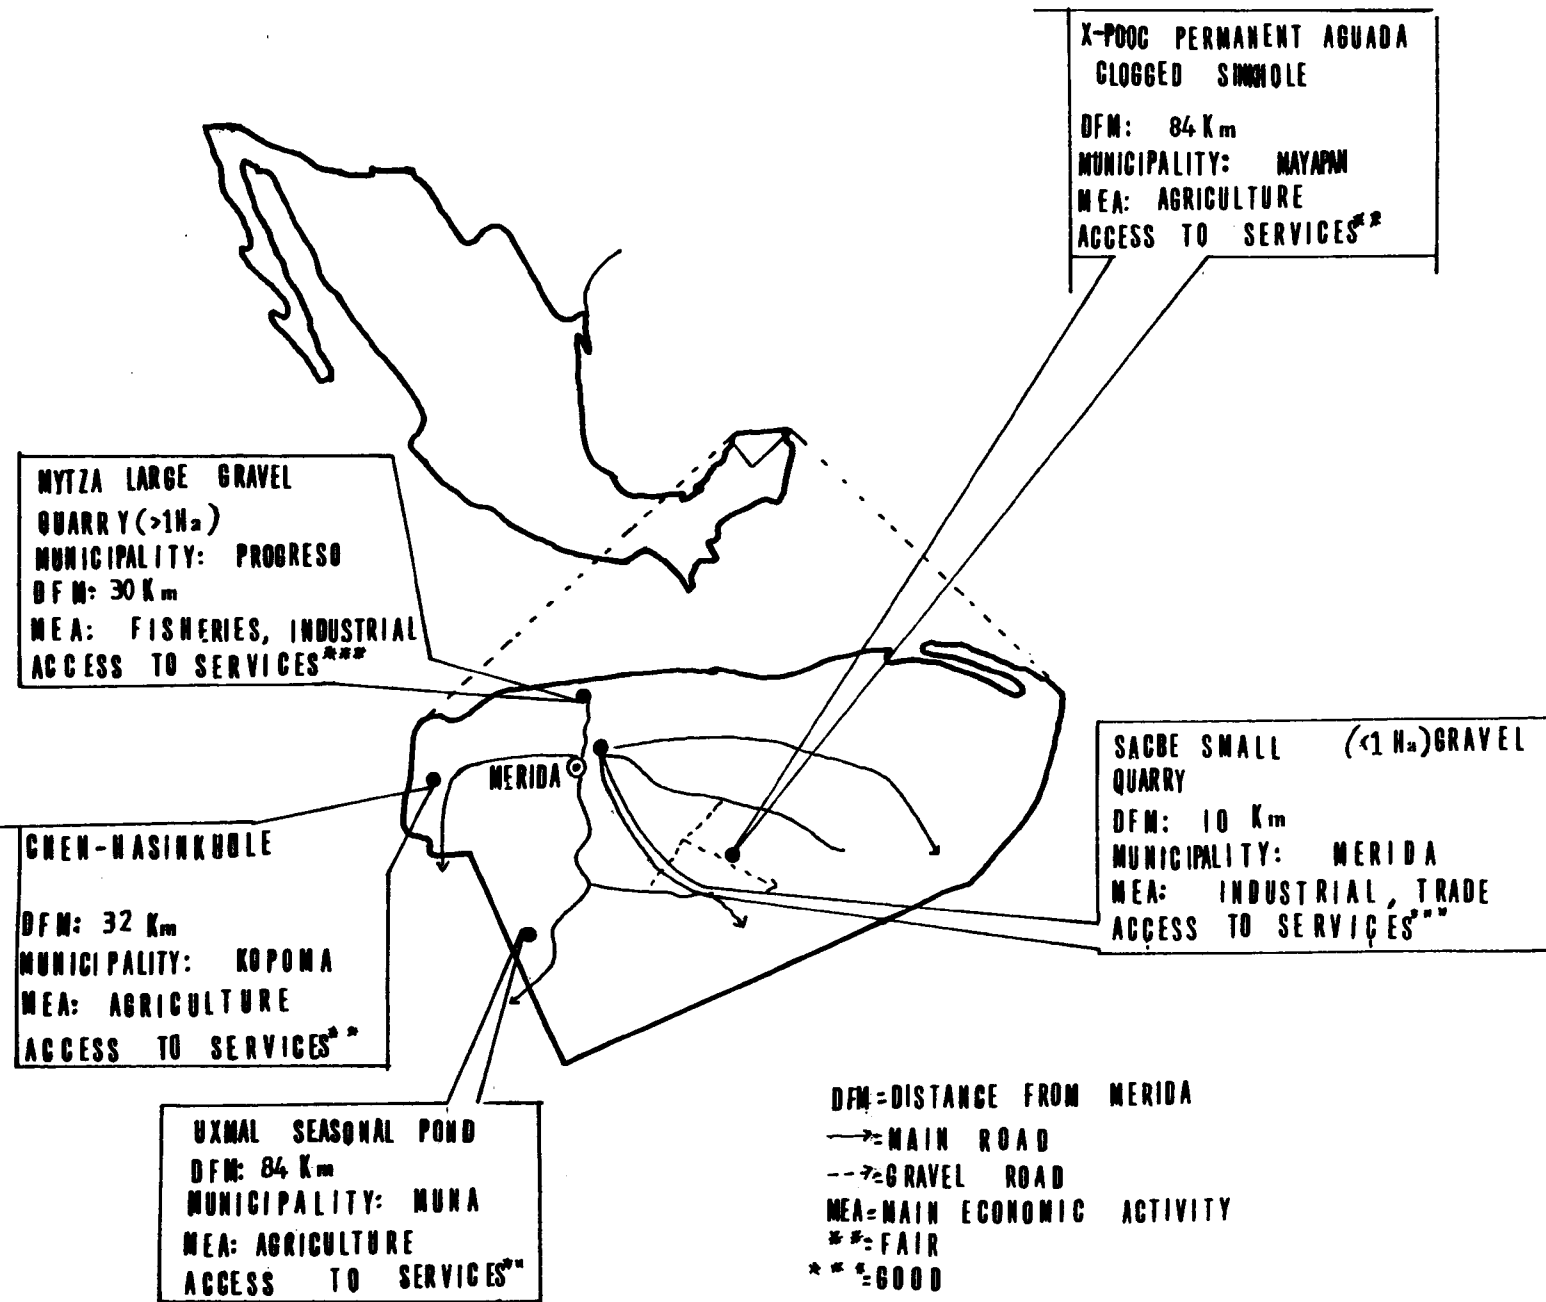 X-POOC PERMANENT AGUADA
CLOGGED SINKHOLE
DFM: 84 Km
MUNICIPALITY: MAYAPAN
MEA: AGRICULTURE
ACCESS TO SERVICES**
MYTZA LARGE GRAVEL
QUARRY (>1Ha)
MUNICIPALITY: PROGRESO
DFM: 30 Km
MEA: FISHERIES, INDUSTRIAL
ACCESS TO SERVICES***
MERIDA
SACBE SMALL (<1 Ha) GRAVEL
QUARRY
DFM: 10 Km
MUNICIPALITY: MERIDA
MEA: INDUSTRIAL, TRADE
ACCESS TO SERVICES***
CHEN-HA SINKHOLE
DFM: 32 Km
MUNICIPALITY: KOPOMA
MEA: AGRICULTURE
ACCESS TO SERVICES**
UXMAL SEASONAL POND
DFM: 84 Km
MUNICIPALITY: MUNA
MEA: AGRICULTURE
ACCESS TO SERVICES**
DFM=DISTANCE FROM MERIDA
=MAIN ROAD
=GRAVEL ROAD
MEA=MAIN ECONOMIC ACTIVITY
**=FAIR
***=GOOD